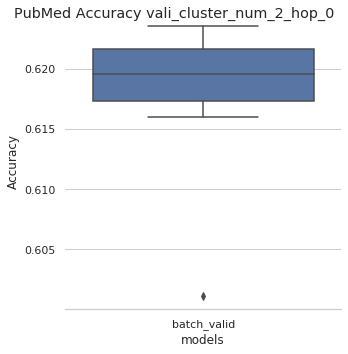 PubMed Accuracy vali_cluster_num_2_hop_0
0.620
0.615
0.610
0.605
Accuracy
batch_valid
models